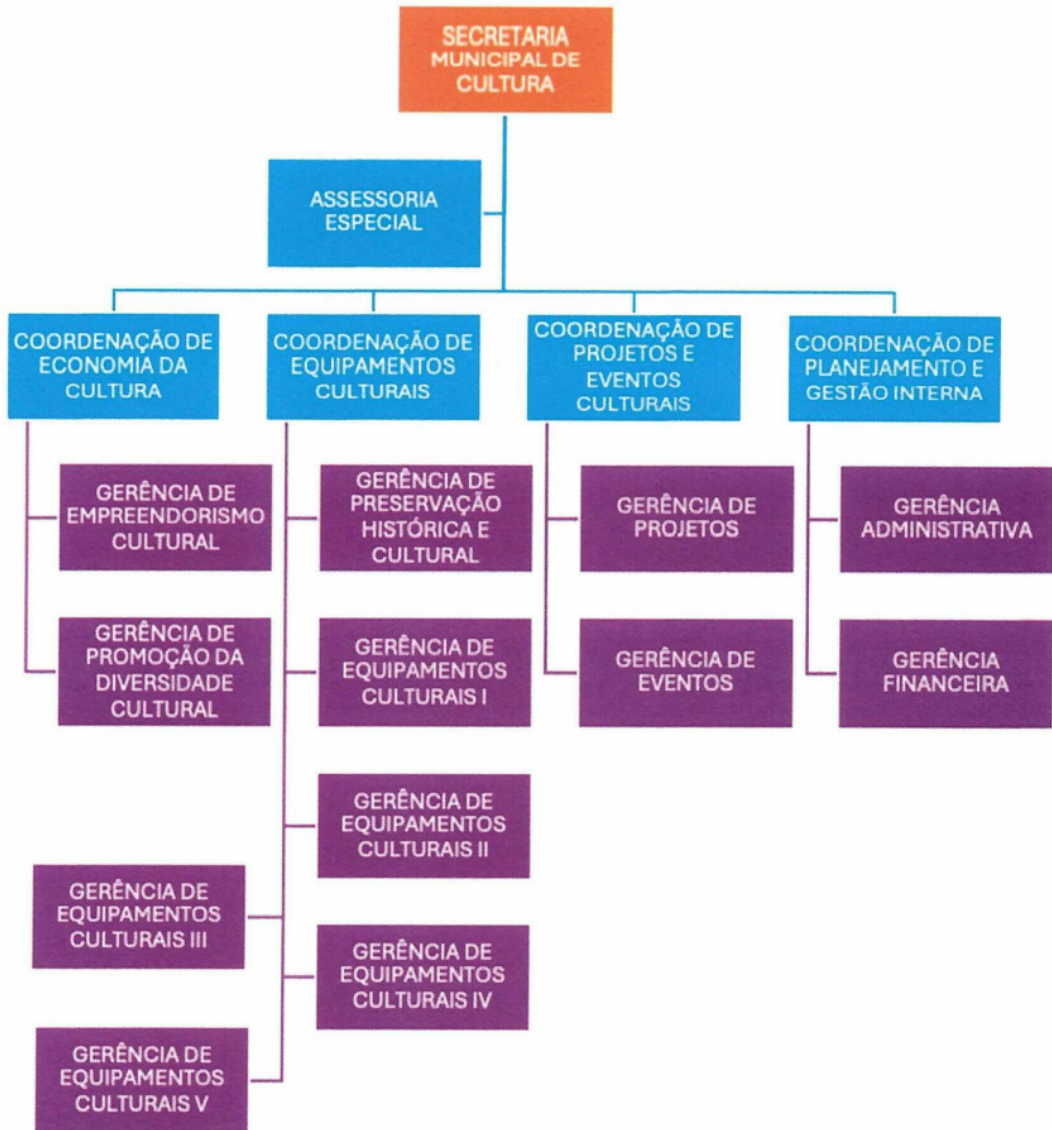 SECRETARIA
MUNICIPAL DE
CULTURA
ASSESSORIA
ESPECIAL
COORDENAÇÃO DE
ECONOMIA DA
CULTURA
COORDENAÇÃO DE
EQUIPAMENTOS
CULTURAIS
COORDENAÇÃO DE
PROJETOS E
EVENTOS
CULTURAIS
COORDENAÇÃO DE
PLANEJAMENTO E
GESTÃO INTERNA
GERÊNCIA DE
EMPREENDORISMO
CULTURAL
GERÊNCIA DE
PRESERVAÇÃO
HISTÓRICA E
CULTURAL
GERÊNCIA DE
PROJETOS
GERÊNCIA
ADMINISTRATIVA
GERÊNCIA DE
PROMOÇÃO DA
DIVERSIDADE
CULTURAL
GERÊNCIA DE
EQUIPAMENTOS
CULTURAIS I
GERÊNCIA DE
EVENTOS
GERÊNCIA
FINANCEIRA
GERÊNCIA DE
EQUIPAMENTOS
CULTURAIS II
GERÊNCIA DE
EQUIPAMENTOS
CULTURAIS III
GERÊNCIA DE
EQUIPAMENTOS
CULTURAIS IV
GERÊNCIA DE
EQUIPAMENTOS
CULTURAIS V